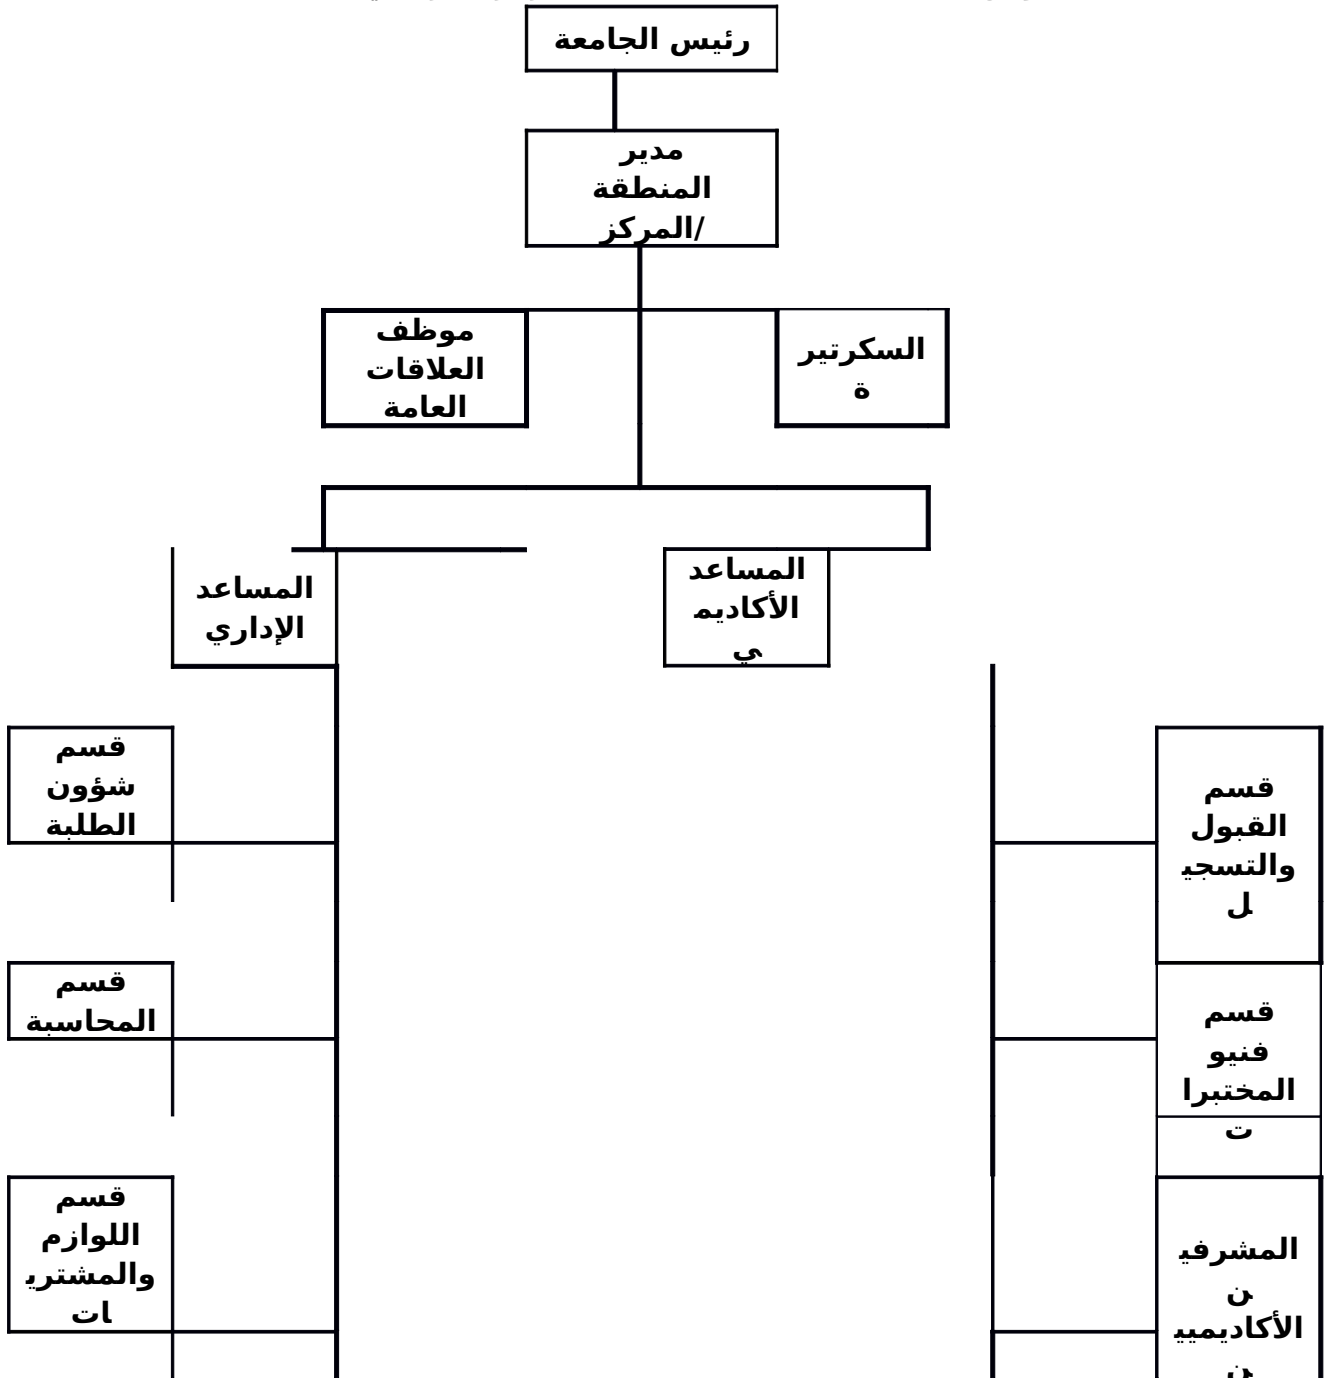 رئيس الجامعة
مدير
المنطقة
/المركز
السكرتير
ة
موظف
العلاقات
العامة
المساعد
الأكاديم
ي
المساعد
الإداري
قسم
القبول
والتسجي
ل
قسم
شؤون
الطلبة
قسم
فنيو
المختبرا
ت
قسم
المحاسبة
المشرفي
ن
الأكاديميي
ن
قسم
اللوازم
والمشتري
ات